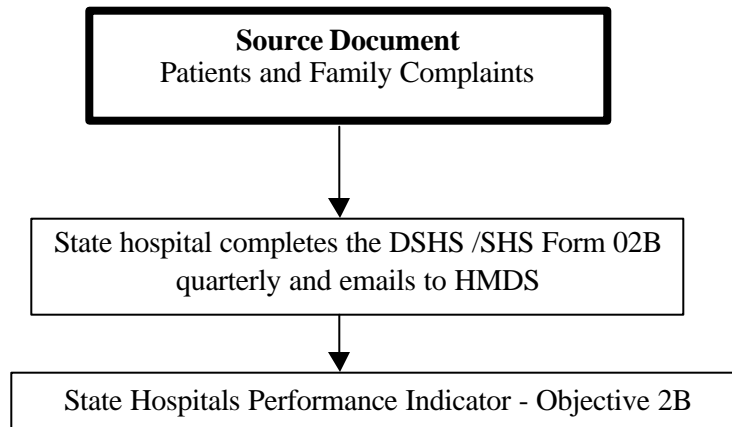 Source Document
Patients and Family Complaints
State hospital completes the DSHS /SHS Form 02B
quarterly and emails to HMDS
State Hospitals Performance Indicator - Objective 2B